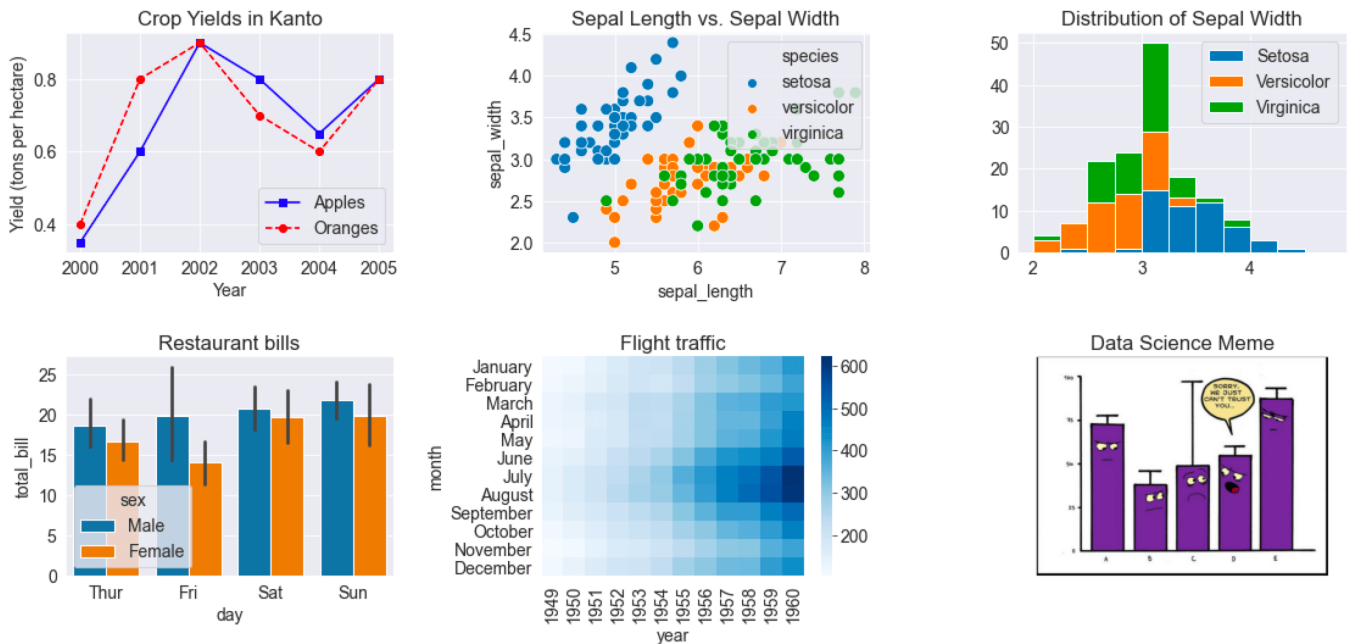 Crop Yields in Kanto
Yield (tons per hectare)
0.8
0.6
0.4
Apples
Oranges
2000 2001 2002 2003 2004 2005
Year
Sepal Length vs. Sepal Width
sepal_width
4.5
4.0
3.5
3.0
2.5
2.0
species
setosa
versicolor
virginica
5 6 7 8
sepal_length
Distribution of Sepal Width
50
40
30
20
10
0
Setosa
Versicolor
Virginica
2 3 4
Restaurant bills
total_bill
25
20
15
10
5
0
sex
Male
Female
Thur Fri Sat Sun
day
Flight traffic
month
January
February
March
April
May
June
July
August
September
October
November
December
1949 1950 1951 1952 1953 1954 1955 1956 1957 1958 1959 1960
year
600
500
400
300
200
Data Science Meme
SORRY,
WE JUST
CAN'T TRUST
YOU...
A B C D E